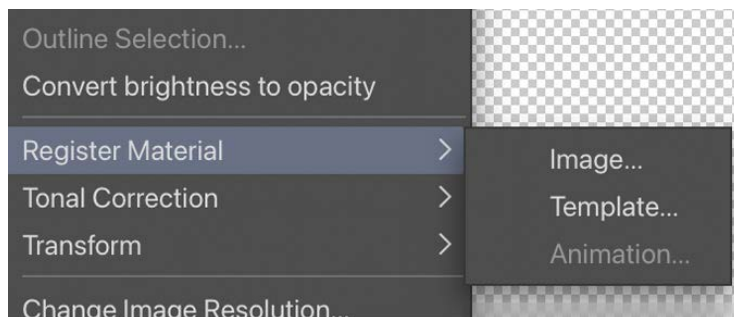 Outline Selection...
Convert brightness to opacity
Register Material
Tonal Correction
Transform
Change Image Resolution...
Image...
Template...
Animation...